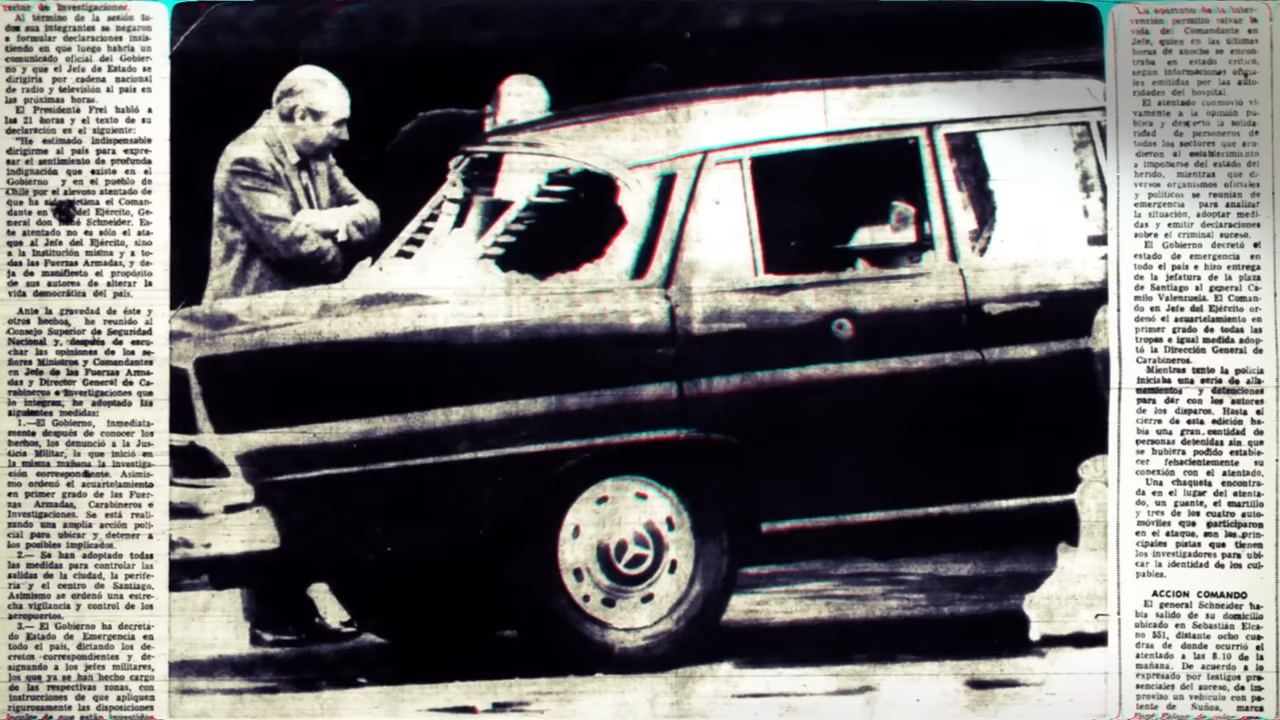 rector de Investigaciones.
Al término de la sesión to-
dos sus integrantes se negaron
a formular declaraciones insis-
tiendo en que luego habría un
comunicado oficial del Gobier-
no y que el Jefe de Estado se
dirigiría por cadena nacional
de radio y televisión al país en
las próximas horas.
El Presidente Frei habló a
las 21 horas y el texto de su
declaración es el siguiente:
"He estimado indispensable
dirigirme al país para expre-
sar el sentimiento de profunda
indignación que existe en el
Gobierno y en el pueblo de
Chile por el alevoso atentado de
que ha sido víctima el Coman-
dante en del Ejército, Ge-
neral don René Schneider. Es-
te atentado no es sólo el ata-
que al Jefe del Ejército, sino
a la Institución misma y a to-
das las Fuerzas Armadas, y de-
ja de manifiesto el propósito
de sus autores de alterar la
vida democrática del país.
Ante la gravedad de éste y
otros hechos, he reunido al
Consejo Superior de Seguridad
Nacional y, después de escu-
char las opiniones de los se-
ñores Ministros y Comandantes
en Jefe de las Fuerzas Arma-
das y Director General de Ca-
rabineros e Investigaciones que
lo integran, he adoptado las
siguientes medidas:
1.—El Gobierno, inmediata-
mente después de conocer los
hechos, los denunció a la Jus-
ticia Militar, la que inició en
la misma mañana la investiga-
ción correspondiente. Asimis-
mo ordenó el acuartelamiento
en primer grado de las Fuer-
zas Armadas, Carabineros e
Investigaciones. Se está reali-
zando una amplia acción poli-
cial para ubicar y detener a
los posibles implicados.
2.— Se han adoptado todas
las medidas para controlar las
salidas de la ciudad, la perife-
ria y el centro de Santiago.
Asimismo se ordenó una estre-
cha vigilancia y control de los
aeropuertos.
3.— El Gobierno ha decreta-
do Estado de Emergencia en
todo el país, dictando los de-
cretos correspondientes y de-
signando a los jefes militares,
los que ya se han hecho cargo
de las respectivas zonas, con
instrucciones de que apliquen
rigurosamente las disposiciones
legales de que están investidos
La oportuna de la inter-
vención permitió salvar la
vida del Comandante en
Jefe, quien en las últimas
horas de anoche se encon-
traba en estado crítico,
según informaciones oficia-
les emitidas por las auto-
ridades del hospital.
El atentado conmovió vi-
vamente a la opinión pú-
blica y despertó la solida-
ridad de personeros de
todos los sectores que acu-
dieron al establecimiento
a imponerse del estado del
herido, mientras que di-
versos organismos oficiales
y políticos se reunían de
emergencia para analizar
la situación, adoptar medi-
das y emitir declaraciones
sobre el criminal suceso.
El Gobierno decretó el
estado de emergencia en
todo el país e hizo entrega
de la jefatura de la plaza
de Santiago al general Ca-
milo Valenzuela. El Coman-
do en Jefe del Ejército or-
denó el acuartelamiento en
primer grado de todas las
tropas e igual medida adop-
tó la Dirección General de
Carabineros.
Mientras tanto la policía
iniciaba una serie de alla-
namientos y detenciones
para dar con los autores
de los disparos. Hasta el
cierre de esta edición ha-
bía una gran cantidad de
personas detenidas sin que
se hubiera podido estable-
cer fehacientemente su
conexión con el atentado.
Una chaqueta encontra-
da en el lugar del atenta-
do, un guante, el martillo
y tres de los cuatro auto-
móviles que participaron
en el ataque, son las prin-
cipales pistas que tienen
los investigadores para ubi-
car la identidad de los cul-
pables.
ACCION COMANDO
El general Schneider ha-
bía salido de su domicilio
ubicado en Sebastián Elca-
no 551, distante ocho cua-
dras de donde ocurrió el
atentado a las 8.10 de la
mañana. De acuerdo a lo
expresado por testigos pre-
senciales del suceso, de im-
proviso un vehículo con pa-
tente de Ñuñoa, marca